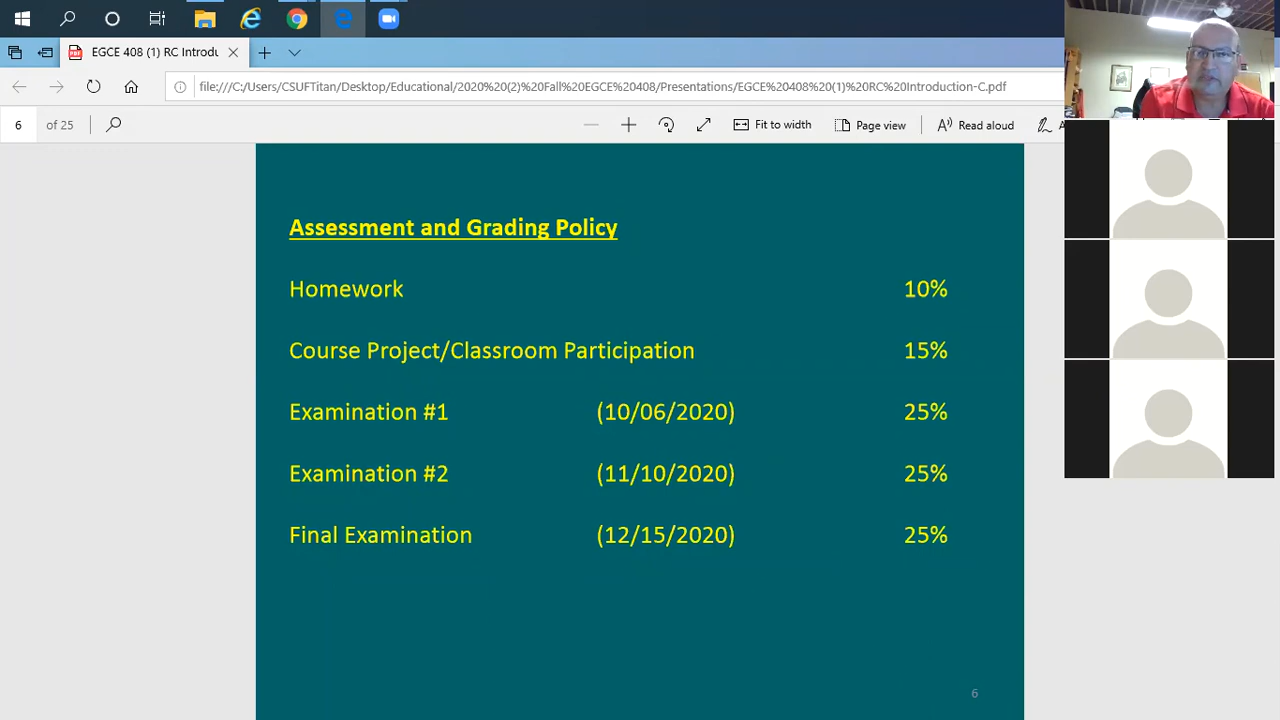 EGCE 408 (1) RC Introdu
file:///C:/Users/CSUFTitan/Desktop/Educational/2020%20(2)%20Fall%20EGCE%20408/Presentations/EGCE%20408%20(1)%20RC%20Introduction-C.pdf
6 of 25 Fit to width Page view Read aloud
Assessment and Grading Policy
Homework 10%
Course Project/Classroom Participation 15%
Examination #1 (10/06/2020) 25%
Examination #2 (11/10/2020) 25%
Final Examination (12/15/2020) 25%
6